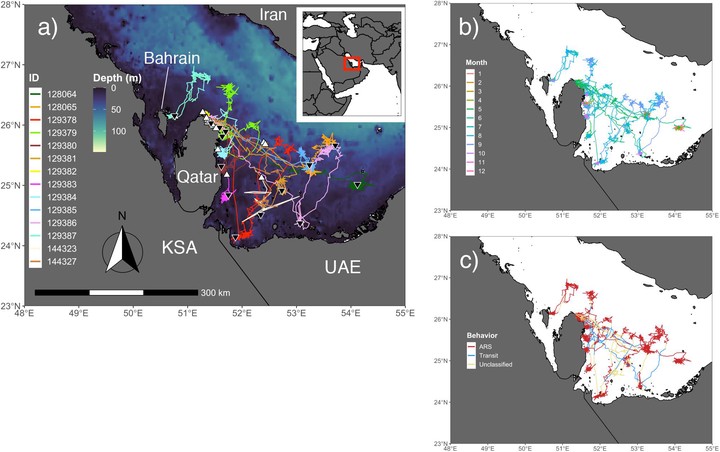 28°N
27°N
26°N
25°N
24°N
23°N
48°E
49°E
50°E
51°E
52°E
53°E
54°E
55°E
a)
Iran
Bahrain
Qatar
KSA
UAE
N
300 km
ID
128064
128065
129378
129379
129380
129381
129382
129383
129384
129385
129386
129387
144323
144327
Depth (m)
0
50
100
b)
28°N
27°N
26°N
25°N
24°N
23°N
48°E
49°E
50°E
51°E
52°E
53°E
54°E
55°E
Month
1
2
3
4
5
6
7
8
9
10
11
12
c)
28°N
27°N
26°N
25°N
24°N
23°N
48°E
49°E
50°E
51°E
52°E
53°E
54°E
55°E
Behavior
ARS
Transit
Unclassified